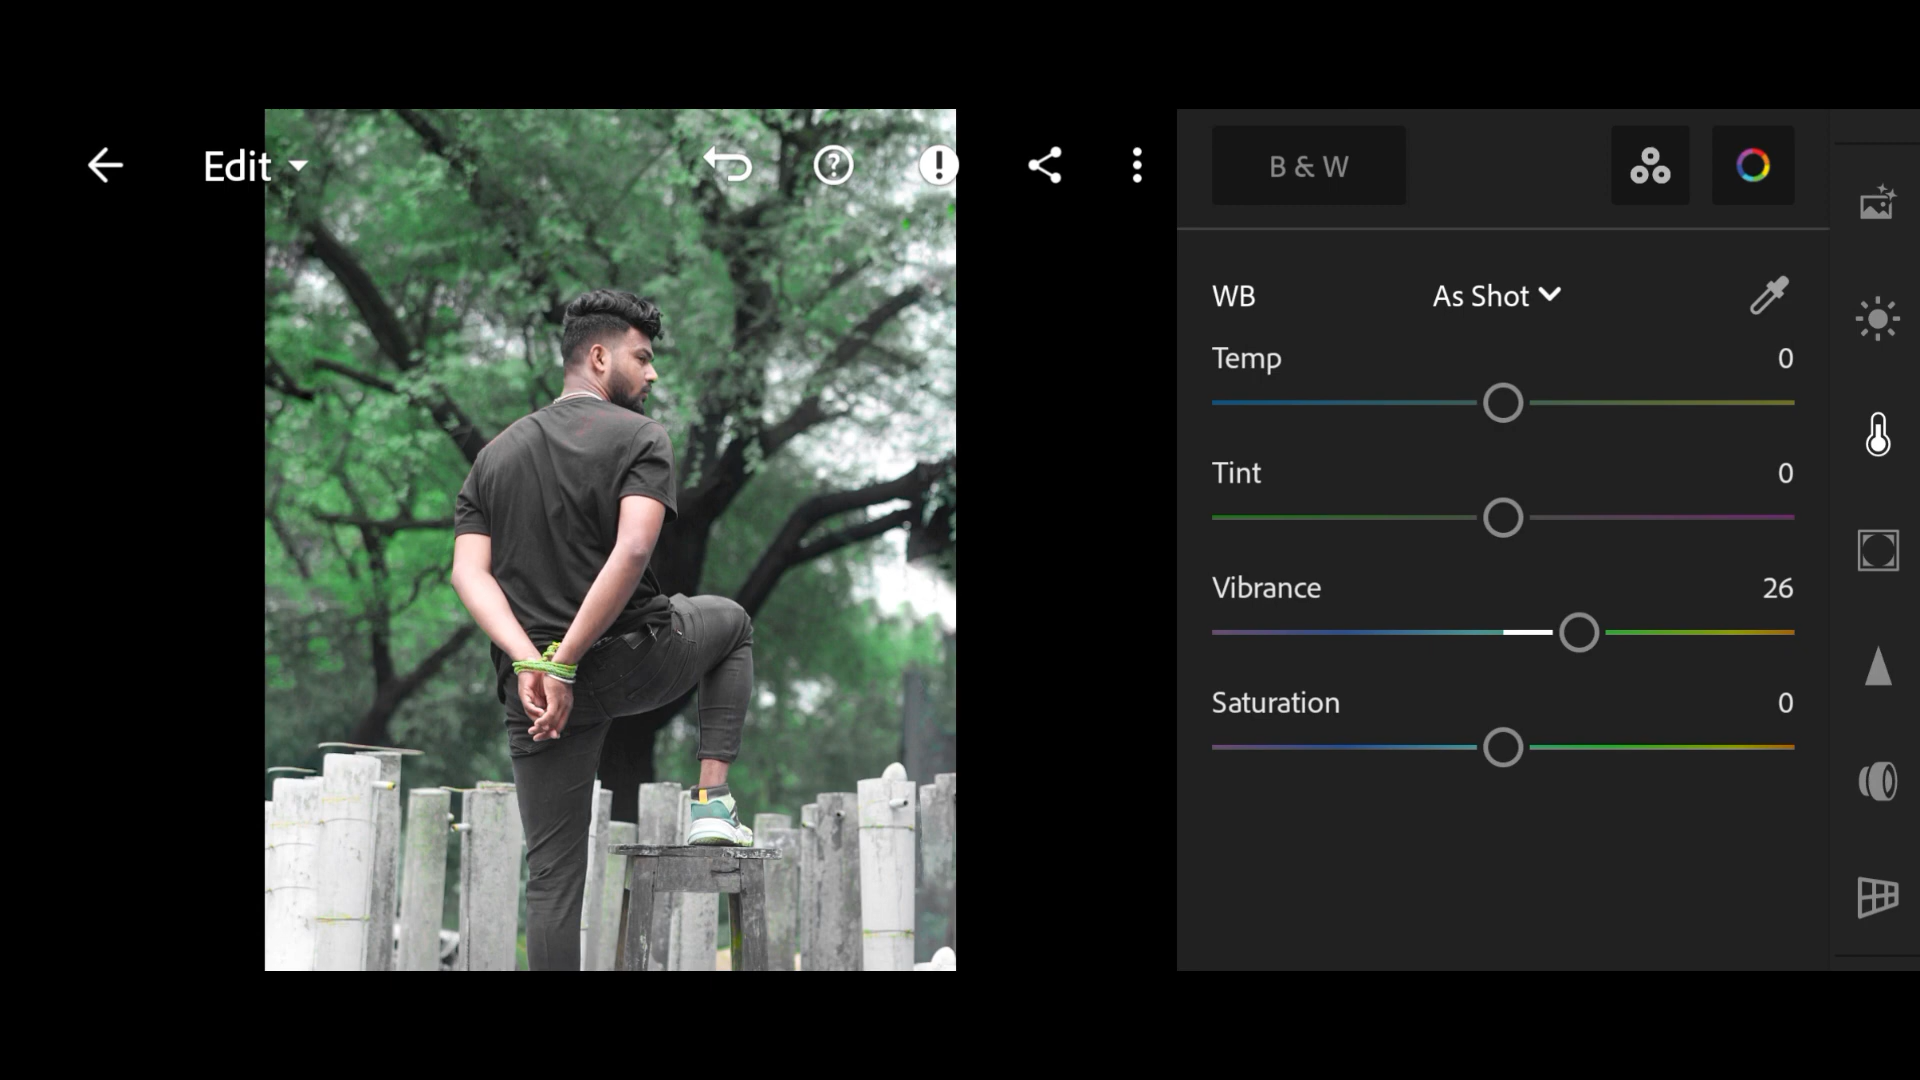 Edit
B & W
WB As Shot
Temp 0
Tint 0
Vibrance 26
Saturation 0